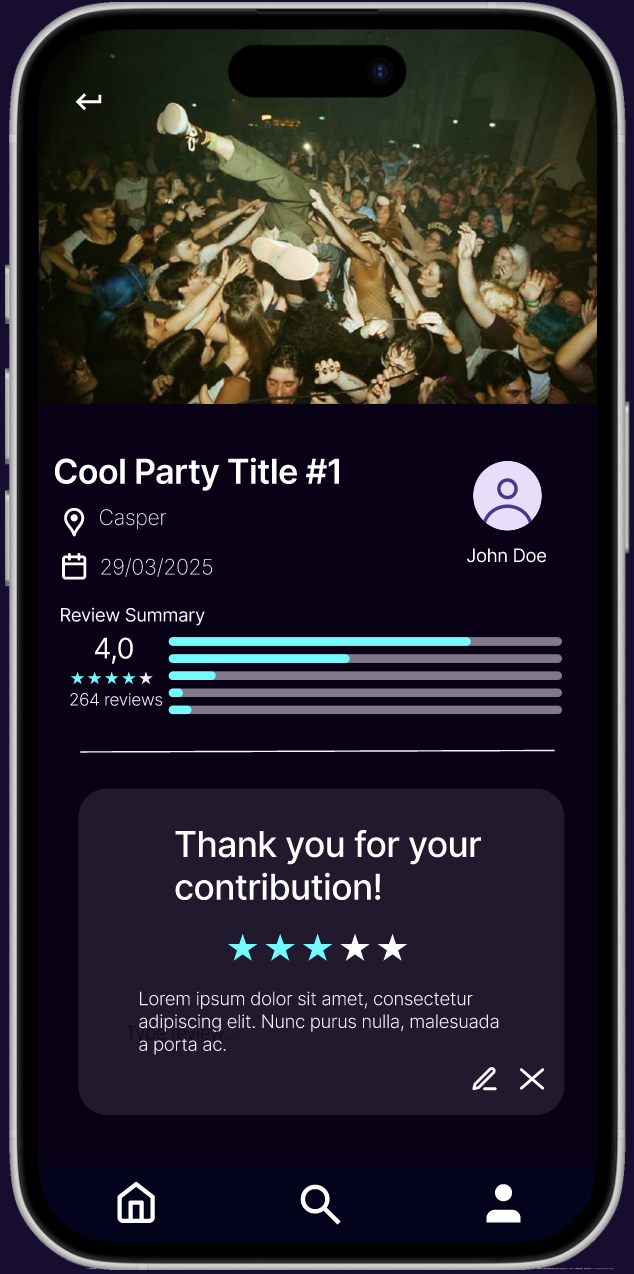 Cool Party Title #1
Casper
29/03/2025
John Doe
Review Summary
4,0
264 reviews
Thank you for your
contribution!
Lorem ipsum dolor sit amet, consectetur
adipiscing elit. Nunc purus nulla, malesuada
a porta ac.